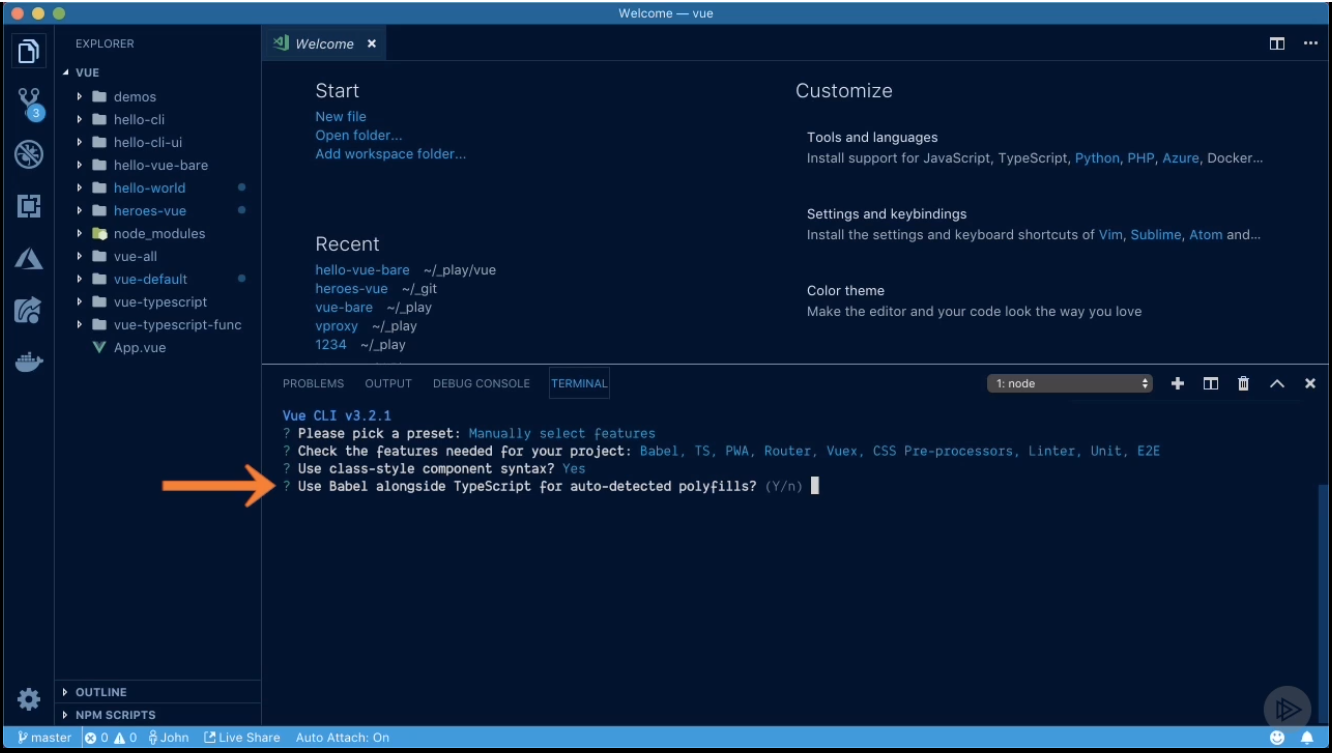 Welcome — vue
EXPLORER
VUE
demos
hello-cli
hello-cli-ui
hello-vue-bare
hello-world
heroes-vue
node_modules
vue-all
vue-default
vue-typescript
vue-typescript-func
App.vue
OUTLINE
NPM SCRIPTS
3
Welcome
Start
New file
Open folder...
Add workspace folder...
Recent
hello-vue-bare ~/_play/vue
heroes-vue ~/_git
vue-bare ~/_play
vproxy ~/_play
1234 ~/_play
Customize
Tools and languages
Install support for JavaScript, TypeScript, Python, PHP, Azure, Docker...
Settings and keybindings
Install the settings and keyboard shortcuts of Vim, Sublime, Atom and...
Color theme
Make the editor and your code look the way you love
PROBLEMS OUTPUT DEBUG CONSOLE TERMINAL 1: node
Vue CLI v3.2.1
? Please pick a preset: Manually select features
? Check the features needed for your project: Babel, TS, PWA, Router, Vuex, CSS Pre-processors, Linter, Unit, E2E
? Use class-style component syntax? Yes
? Use Babel alongside TypeScript for auto-detected polyfills? (Y/n)
master 0 0 John Live Share Auto Attach: On